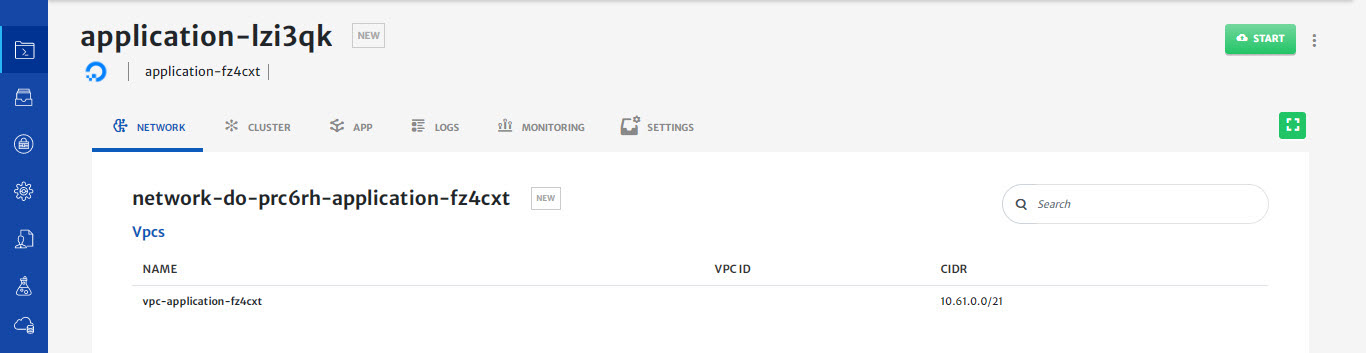 application-lzi3qk NEW
START
application-fz4cxt
NETWORK CLUSTER APP LOGS MONITORING SETTINGS
network-do-prc6rh-application-fz4cxt NEW
Search
Vpcs
NAME VPC ID CIDR
vpc-application-fz4cxt 10.61.0.0/21